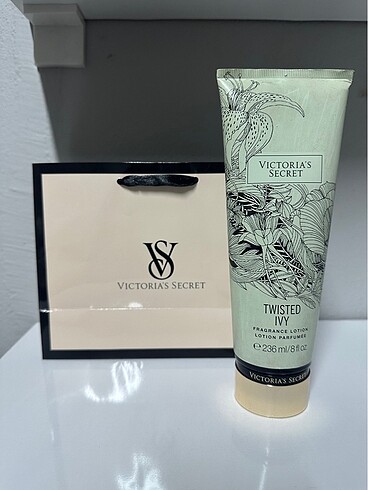 VS
VICTORIA'S SECRET
VICTORIA'S
SECRET
TWISTED
IVY
FRAGRANCE LOTION
LOTION PARFUMÉE
℮ 236 ml/8 fl oz
VICTORIA'S SECRET